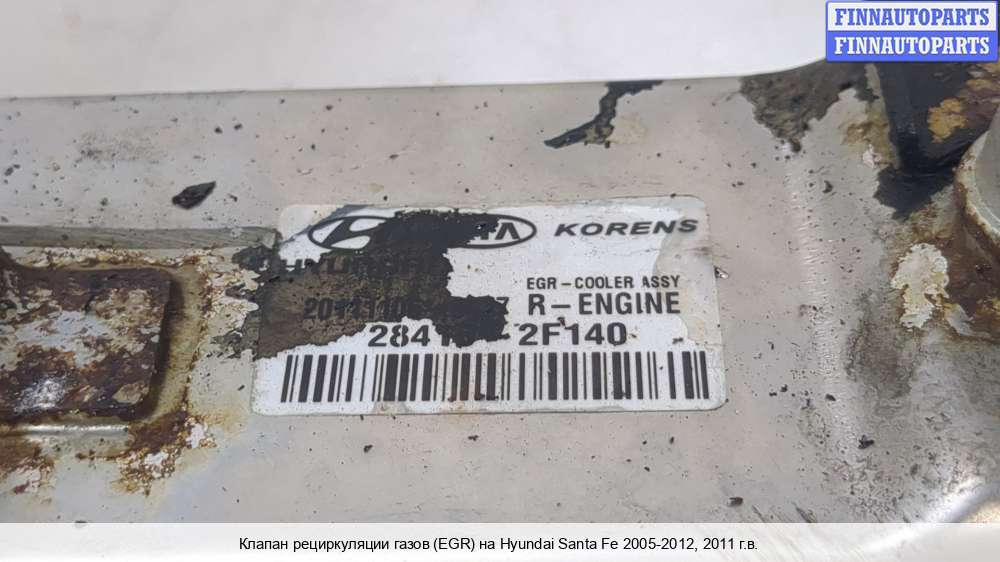 FINNAUTOPARTS
FINNAUTOPARTS
KORENS
EGR-COOLER ASSY
R-ENGINE
2F140
Клапан рециркуляции газов (EGR) на Hyundai Santa Fe 2005-2012, 2011 г.в.